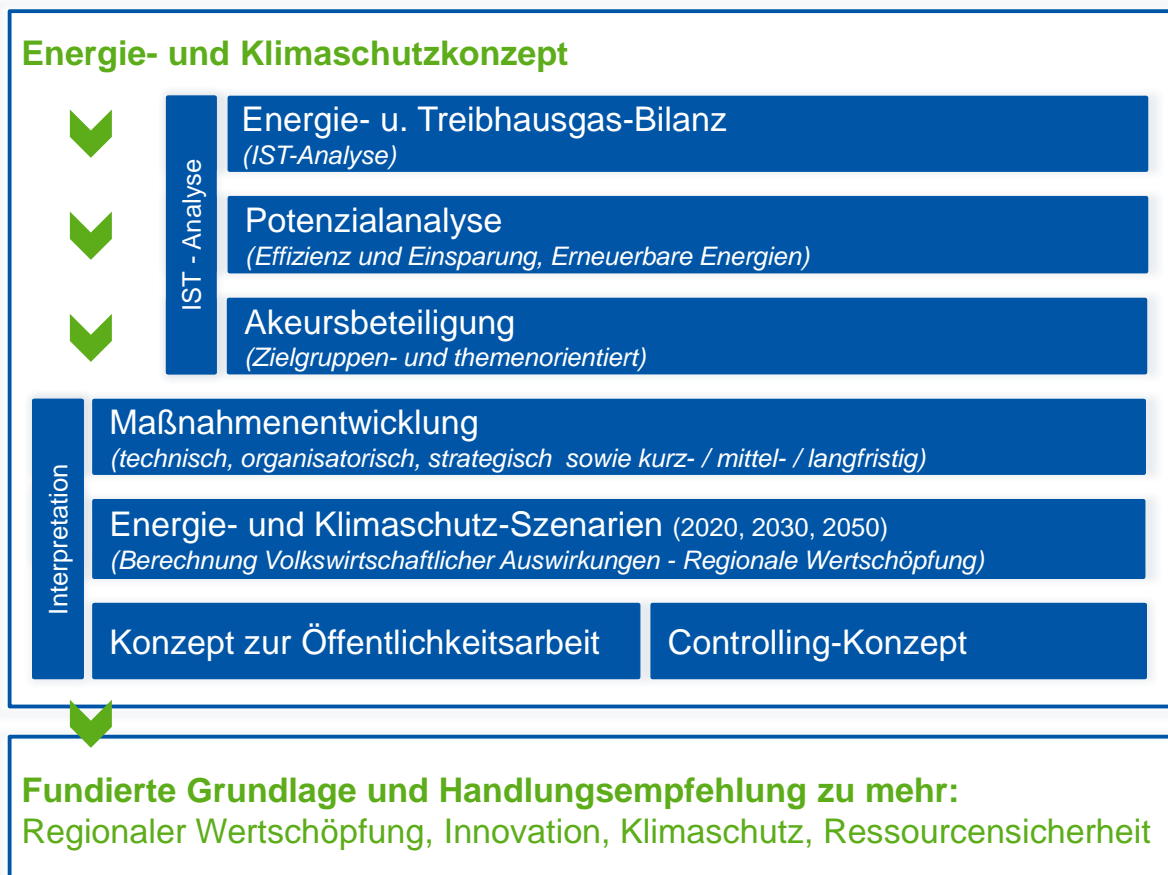 Energie- und Klimaschutzkonzept
IST - Analyse
Energie- u. Treibhausgas-Bilanz
(IST-Analyse)
Potenzialanalyse
(Effizienz und Einsparung, Erneuerbare Energien)
Akeursbeteiligung
(Zielgruppen- und themenorientiert)
Interpretation
Maßnahmenentwicklung
(technisch, organisatorisch, strategisch sowie kurz- / mittel- / langfristig)
Energie- und Klimaschutz-Szenarien (2020, 2030, 2050)
(Berechnung Volkswirtschaftlicher Auswirkungen - Regionale Wertschöpfung)
Konzept zur Öffentlichkeitsarbeit
Controlling-Konzept
Fundierte Grundlage und Handlungsempfehlung zu mehr:
Regionaler Wertschöpfung, Innovation, Klimaschutz, Ressourcensicherheit